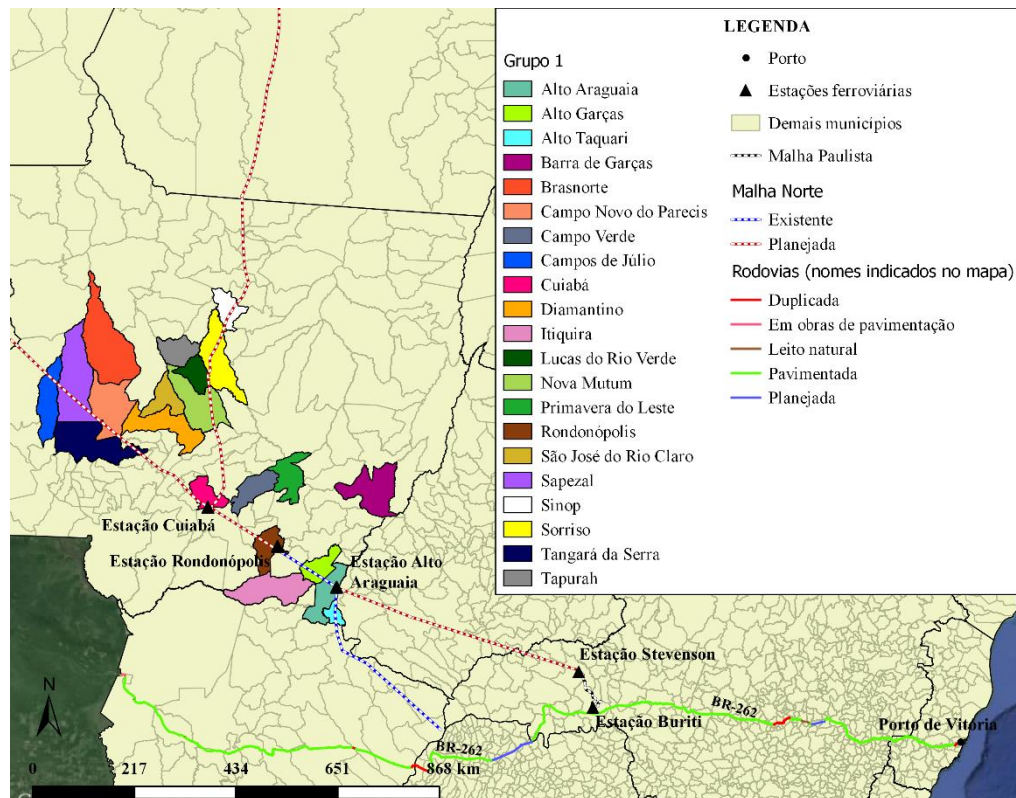 LEGENDA
Grupo 1
Alto Araguaia
Alto Garças
Alto Taquari
Barra de Garças
Brasnorte
Campo Novo do Parecis
Campo Verde
Campos de Júlio
Cuiabá
Diamantino
Itiquira
Lucas do Rio Verde
Nova Mutum
Primavera do Leste
Rondonópolis
São José do Rio Claro
Sapezal
Sinop
Sorriso
Tangará da Serra
Tapurah
Porto
Estações ferroviárias
Demais municípios
Malha Paulista
Malha Norte
Existente
Planejada
Rodovias (nomes indicados no mapa)
Duplicada
Em obras de pavimentação
Leito natural
Pavimentada
Planejada
Estação Cuiabá
Estação Rondonópolis
Estação Alto
Araguaia
Estação Stevenson
Estação Buriti
BR-262
Porto de Vitória
BR-262
N
0 217 434 651 868 km